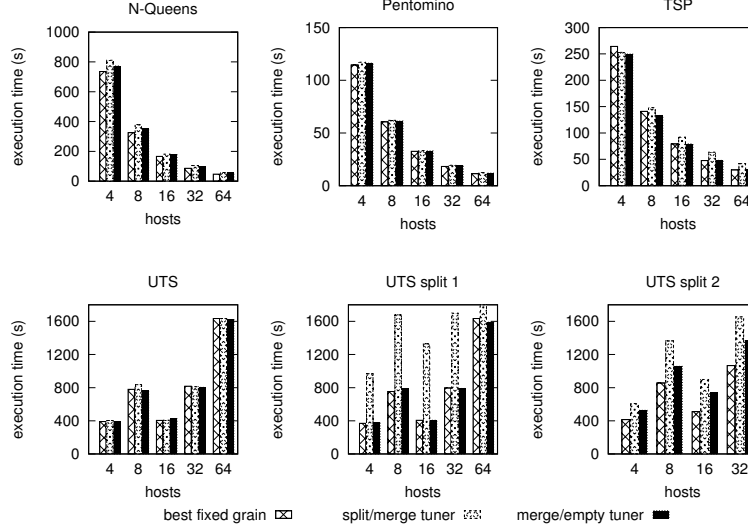 N-Queens
Pentomino
TSP
execution time (s)
1000
800
600
400
200
0
4 8 16 32 64
hosts
execution time (s)
150
100
50
0
4 8 16 32 64
hosts
execution time (s)
300
250
200
150
100
50
0
4 8 16 32 64
hosts
UTS
UTS split 1
UTS split 2
execution time (s)
1600
1200
800
400
0
4 8 16 32 64
hosts
execution time (s)
1600
1200
800
400
0
4 8 16 32 64
hosts
execution time (s)
1600
1200
800
400
0
4 8 16 32
hosts
best fixed grain
split/merge tuner
merge/empty tuner